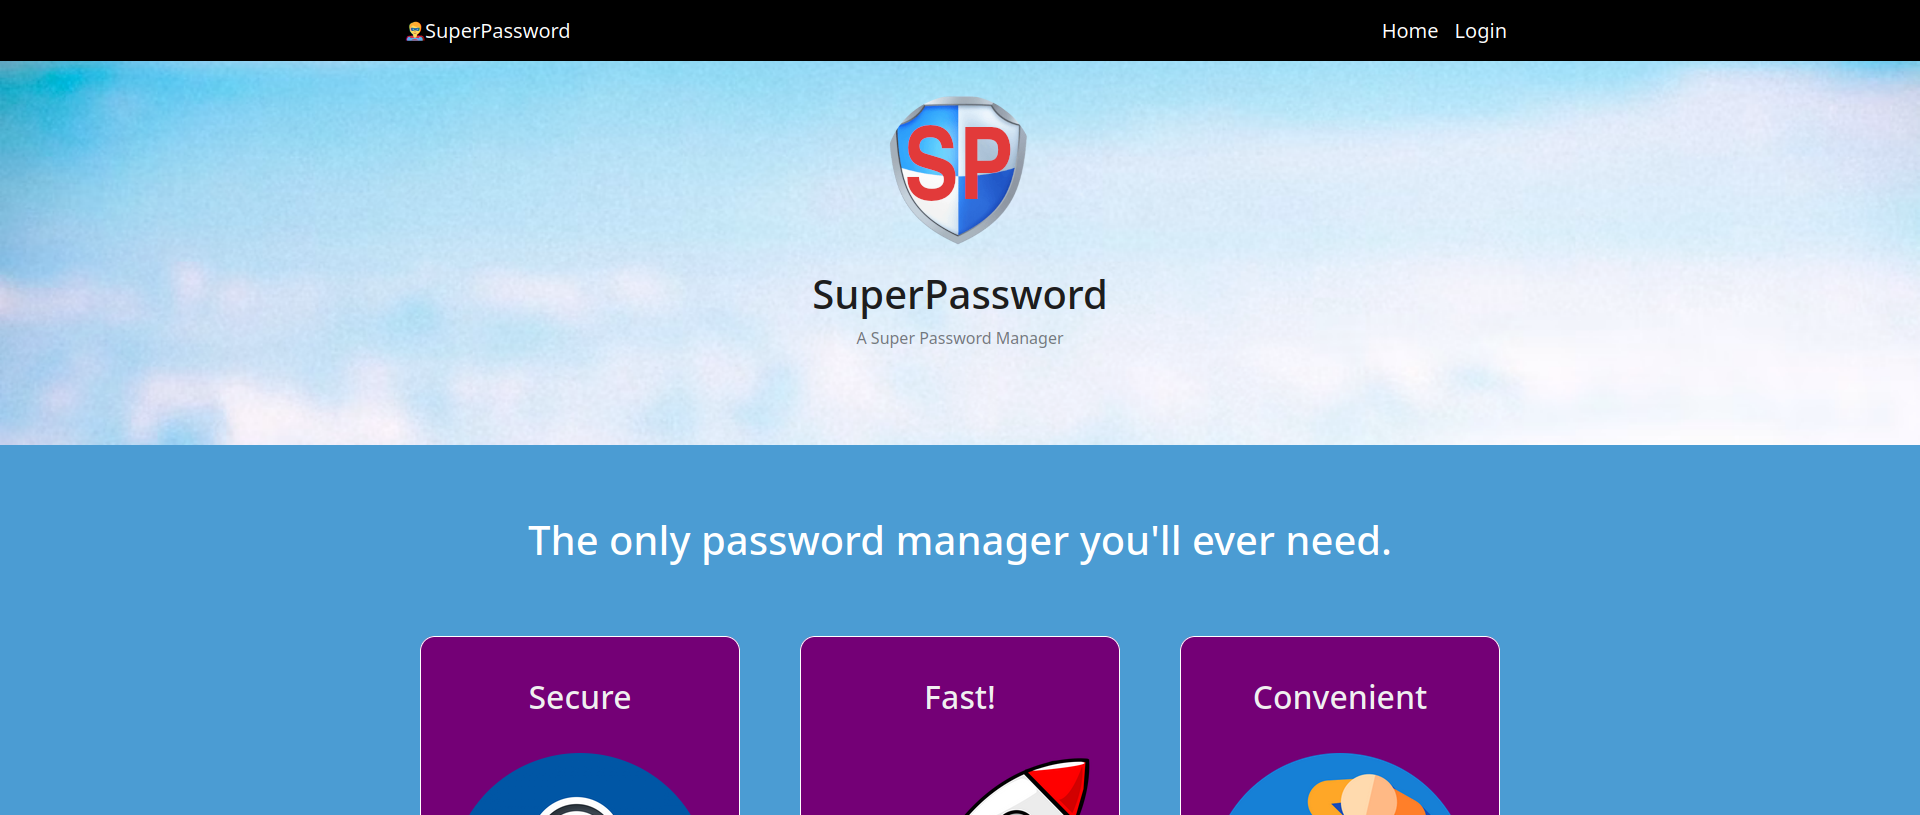 SuperPassword
Home Login
SP
SuperPassword
A Super Password Manager
The only password manager you'll ever need.
Secure
Fast!
Convenient